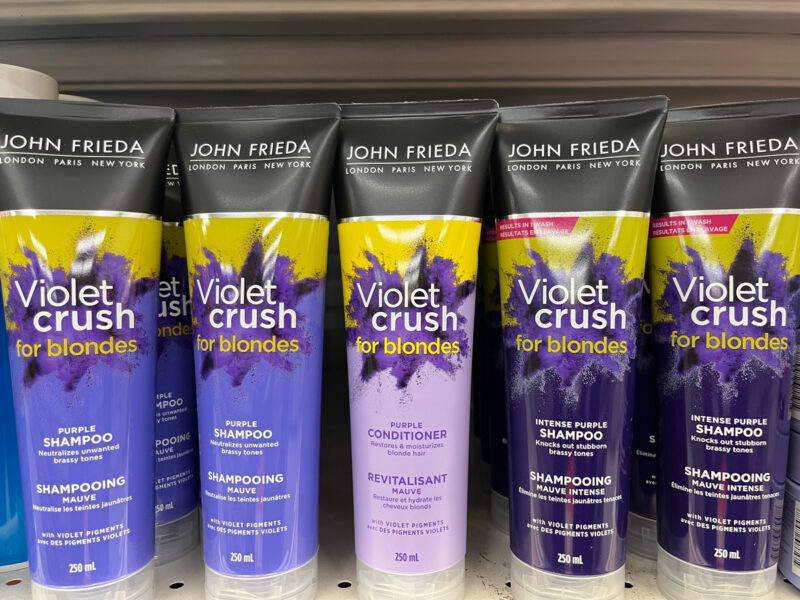 JOHN FRIEDA
LONDON PARIS NEW YORK
Violet
crush
for blondes
PURPLE
SHAMPOO
Neutralizes unwanted
brassy tones
SHAMPOOING
MAUVE
Neutralise les teintes jaunâtres
with VIOLET PIGMENTS
avec DES PIGMENTS VIOLETS
250 mL
JOHN FRIEDA
LONDON PARIS NEW YORK
Violet
crush
for blondes
PURPLE
SHAMPOO
Neutralizes unwanted
brassy tones
SHAMPOOING
MAUVE
Neutralise les teintes jaunâtres
with VIOLET PIGMENTS
avec DES PIGMENTS VIOLETS
250 mL
JOHN FRIEDA
LONDON PARIS NEW YORK
Violet
crush
for blondes
PURPLE
CONDITIONER
Restores & moisturizes
blonde hair
REVITALISANT
MAUVE
Restaure et hydrate les
cheveux blonds
with VIOLET PIGMENTS
avec DES PIGMENTS VIOLETS
250 mL
JOHN FRIEDA
LONDON PARIS NEW YORK
RESULTS IN 1 WASH
RÉSULTATS EN 1 LAVAGE
Violet
crush
for blondes
INTENSE PURPLE
SHAMPOO
Knocks out stubborn
brassy tones
SHAMPOOING
MAUVE INTENSE
Élimine les teintes jaunâtres tenaces
with VIOLET PIGMENTS
avec DES PIGMENTS VIOLETS
250 mL
JOHN FRIEDA
LONDON PARIS NEW YORK
RESULTS IN 1 WASH
RÉSULTATS EN 1 LAVAGE
Violet
crush
for blondes
INTENSE PURPLE
SHAMPOO
Knocks out stubborn
brassy tones
SHAMPOOING
MAUVE INTENSE
Élimine les teintes jaunâtres tenaces
with VIOLET PIGMENTS
avec DES PIGMENTS VIOLETS
250 mL